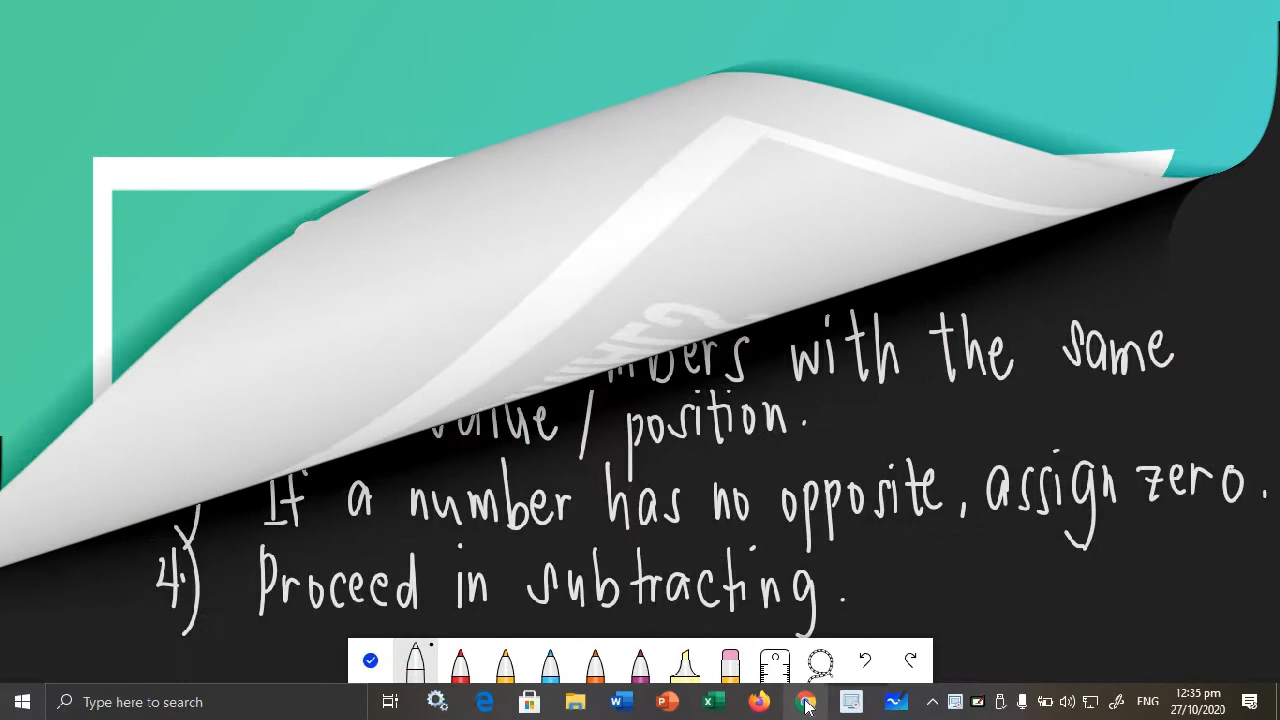 with the same
/ position.
If a number has no opposite, assign zero.
4.) Proceed in subtracting.
Type here to search
ENG
12:35 pm
27/10/2020